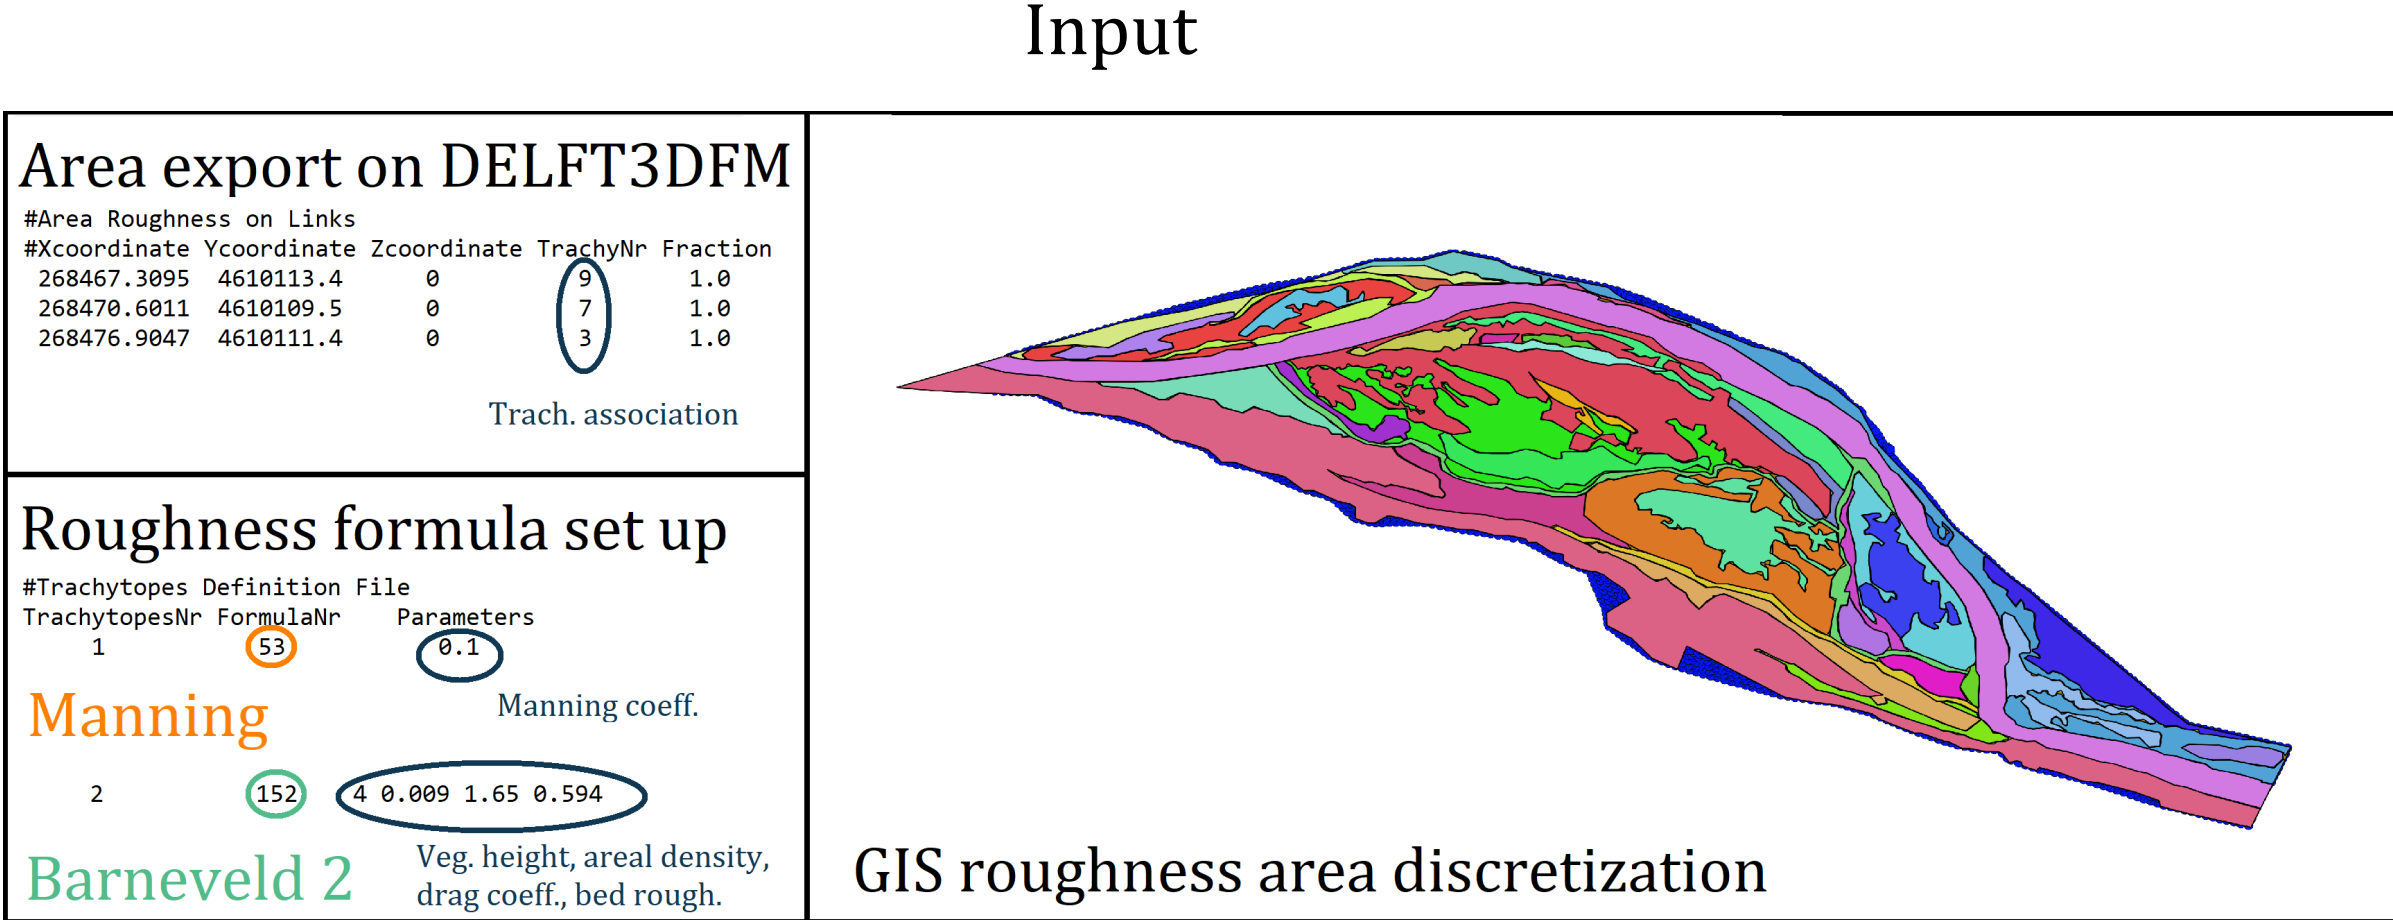 Input
Area export on DELFT3DFM
#Area Roughness on Links
#Xcoordinate Ycoordinate Zcoordinate TrachyNr Fraction
268467.3095 4610113.4 0 9 1.0
268470.6011 4610109.5 0 7 1.0
268476.9047 4610111.4 0 3 1.0
Trach. association
Roughness formula set up
#Trachytopes Definition File
TrachytopesNr FormulaNr Parameters
1 53 0.1
Manning
Manning coeff.
2 152 4 0.009 1.65 0.594
Barneveld 2
Veg. height, areal density,
drag coeff., bed rough.
GIS roughness area discretization